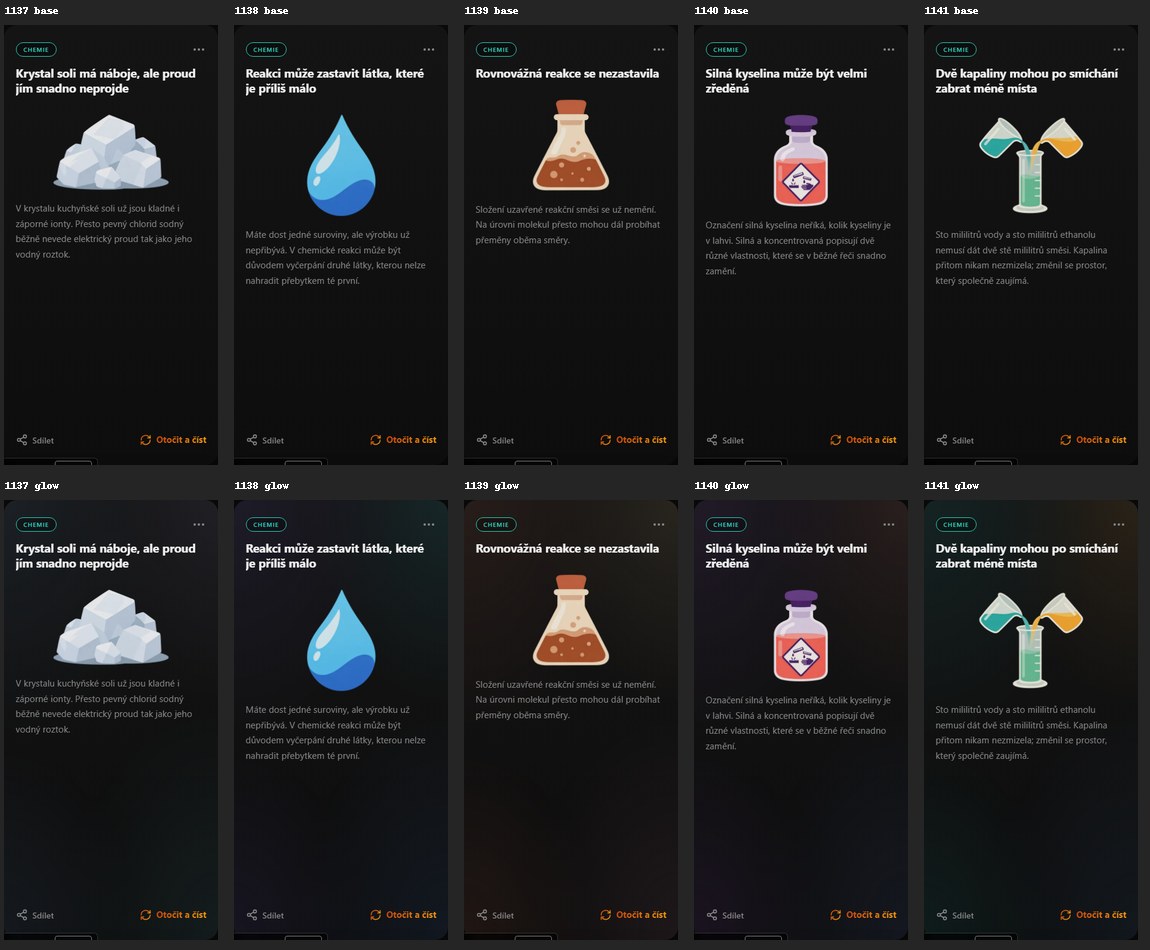 1137 base
CHEMIE
Krystal soli má náboje, ale proud
jím snadno neprojde
V krystalu kuchyňské soli už jsou kladné i
záporné ionty. Přesto pevný chlorid sodný
běžně nevede elektrický proud tak jako jeho
vodný roztok.
Sdílet
Otočit a číst
1138 base
CHEMIE
Reakci může zastavit látka, které
je příliš málo
Máte dost jedné suroviny, ale výrobku už
nepřibývá. V chemické reakci může být
důvodem vyčerpání druhé látky, kterou nelze
nahradit přebytkem té první.
Sdílet
Otočit a číst
1139 base
CHEMIE
Rovnovážná reakce se nezastavila
Složení uzavřené reakční směsi se už nemění.
Na úrovni molekul přesto mohou dál probíhat
přeměny oběma směry.
Sdílet
Otočit a číst
1140 base
CHEMIE
Silná kyselina může být velmi
zředěná
Označení silná kyselina neříká, kolik kyseliny je
v lahvi. Silná a koncentrovaná popisují dvě
různé vlastnosti, které se v běžné řeči snadno
zamění.
Sdílet
Otočit a číst
1141 base
CHEMIE
Dvě kapaliny mohou po smíchání
zabrat méně místa
Sto mililitrů vody a sto mililitrů ethanolu
nemusí dát dvě stě mililitrů směsi. Kapalina
přitom nikam nezmizela; změnil se prostor,
který společně zaujímá.
Sdílet
Otočit a číst
1137 glow
CHEMIE
Krystal soli má náboje, ale proud
jím snadno neprojde
V krystalu kuchyňské soli už jsou kladné i
záporné ionty. Přesto pevný chlorid sodný
běžně nevede elektrický proud tak jako jeho
vodný roztok.
Sdílet
Otočit a číst
1138 glow
CHEMIE
Reakci může zastavit látka, které
je příliš málo
Máte dost jedné suroviny, ale výrobku už
nepřibývá. V chemické reakci může být
důvodem vyčerpání druhé látky, kterou nelze
nahradit přebytkem té první.
Sdílet
Otočit a číst
1139 glow
CHEMIE
Rovnovážná reakce se nezastavila
Složení uzavřené reakční směsi se už nemění.
Na úrovni molekul přesto mohou dál probíhat
přeměny oběma směry.
Sdílet
Otočit a číst
1140 glow
CHEMIE
Silná kyselina může být velmi
zředěná
Označení silná kyselina neříká, kolik kyseliny je
v lahvi. Silná a koncentrovaná popisují dvě
různé vlastnosti, které se v běžné řeči snadno
zamění.
Sdílet
Otočit a číst
1141 glow
CHEMIE
Dvě kapaliny mohou po smíchání
zabrat méně místa
Sto mililitrů vody a sto mililitrů ethanolu
nemusí dát dvě stě mililitrů směsi. Kapalina
přitom nikam nezmizela; změnil se prostor,
který společně zaujímá.
Sdílet
Otočit a číst